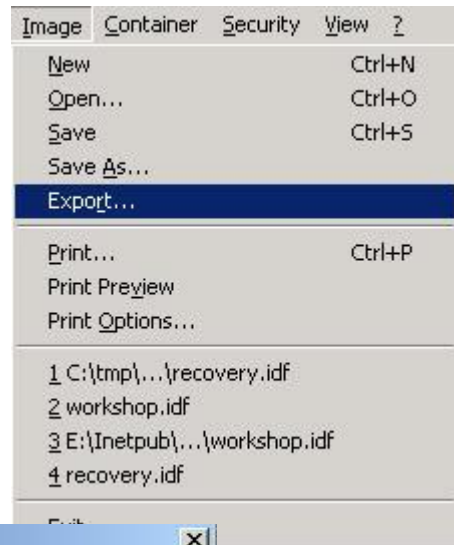 Image Container Security View ?
New Ctrl+N
Open... Ctrl+O
Save Ctrl+S
Save As...
Export...
Print... Ctrl+P
Print Preview
Print Options...
1 C:\tmp\...\recovery.idf
2 workshop.idf
3 E:\Inetpub\...\workshop.idf
4 recovery.idf